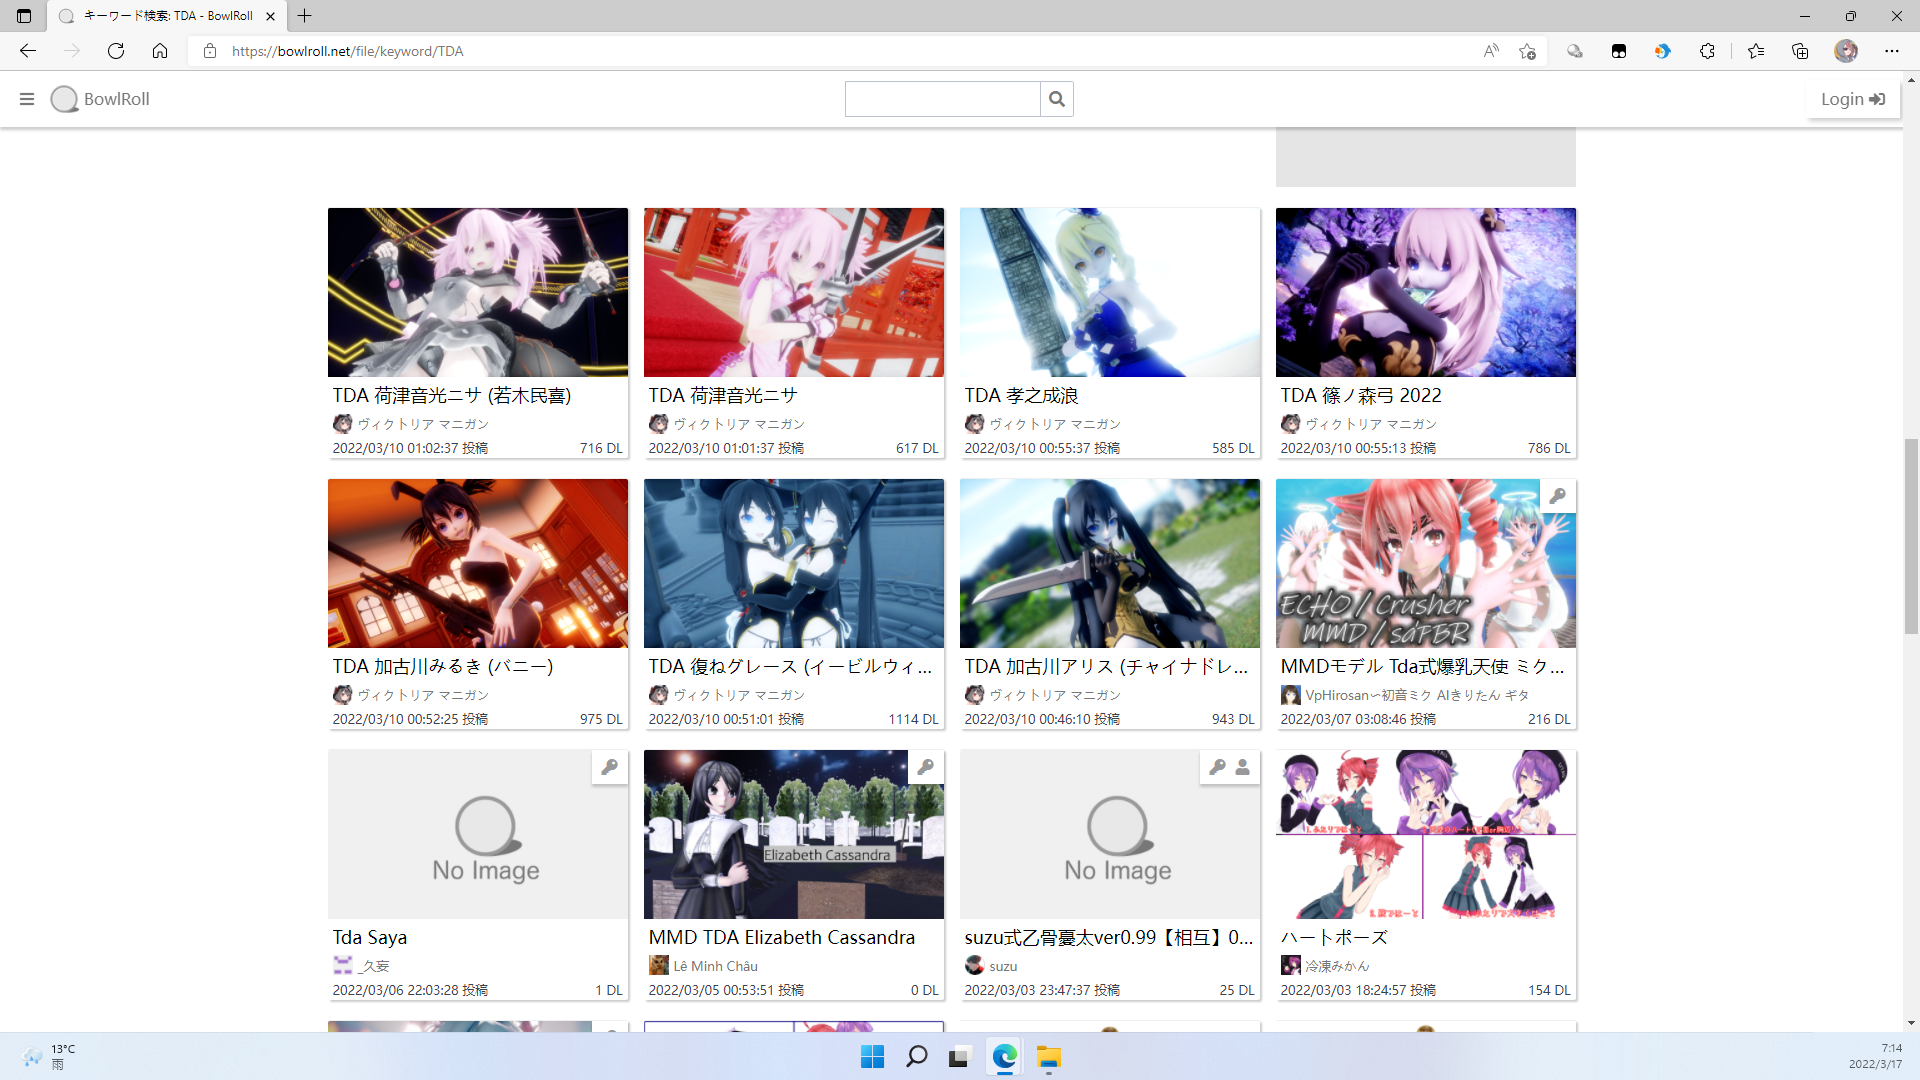 キーワード検索: TDA - BowlRoll
https://bowlroll.net/file/keyword/TDA
BowlRoll
Login
TDA 荷津音光ニサ (若木民喜)
ヴィクトリア マニガン
2022/03/10 01:02:37 投稿 716 DL
TDA 荷津音光ニサ
ヴィクトリア マニガン
2022/03/10 01:01:37 投稿 617 DL
TDA 孝之成浪
ヴィクトリア マニガン
2022/03/10 00:55:37 投稿 585 DL
TDA 篠ノ森弓 2022
ヴィクトリア マニガン
2022/03/10 00:55:13 投稿 786 DL
TDA 加古川みるき (バニー)
ヴィクトリア マニガン
2022/03/10 00:52:25 投稿 975 DL
TDA 復ねグレース (イービルウィ...
ヴィクトリア マニガン
2022/03/10 00:51:01 投稿 1114 DL
TDA 加古川アリス (チャイナドレ...
ヴィクトリア マニガン
2022/03/10 00:46:10 投稿 943 DL
ECHO / Crusher
MMD / sáFBR
MMDモデル Tda式爆乳天使 ミク...
VpHirosan∽初音ミク AIきりたん ギタ
2022/03/07 03:08:46 投稿 216 DL
No Image
Tda Saya
_久妄
2022/03/06 22:03:28 投稿 1 DL
Elizabeth Cassandra
MMD TDA Elizabeth Cassandra
Lê Minh Châu
2022/03/05 00:53:51 投稿 0 DL
No Image
suzu式乙骨憂太ver0.99【相互】0...
suzu
2022/03/03 23:47:37 投稿 25 DL
ハートポーズ
冷凍みかん
2022/03/03 18:24:57 投稿 154 DL
13°C
雨
7:14
2022/3/17